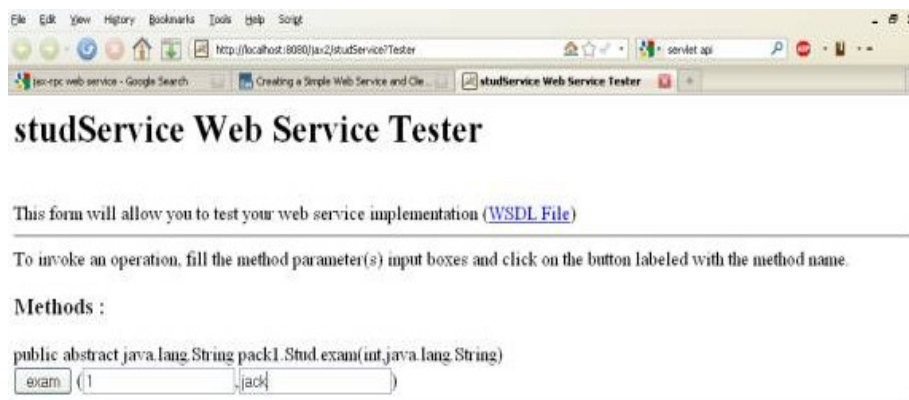 File Edit View History Bookmarks Tools Help Script
http://localhost:8080/jax2/studService?Tester
servlet api
jax-rpc web service - Google Search
Creating a Simple Web Service and Clie...
studService Web Service Tester
studService Web Service Tester
This form will allow you to test your web service implementation (WSDL File)
To invoke an operation, fill the method parameter(s) input boxes and click on the button labeled with the method name.
Methods :
public abstract java.lang.String pack1.Stud.exam(int,java.lang.String)
exam (1 ,jack )